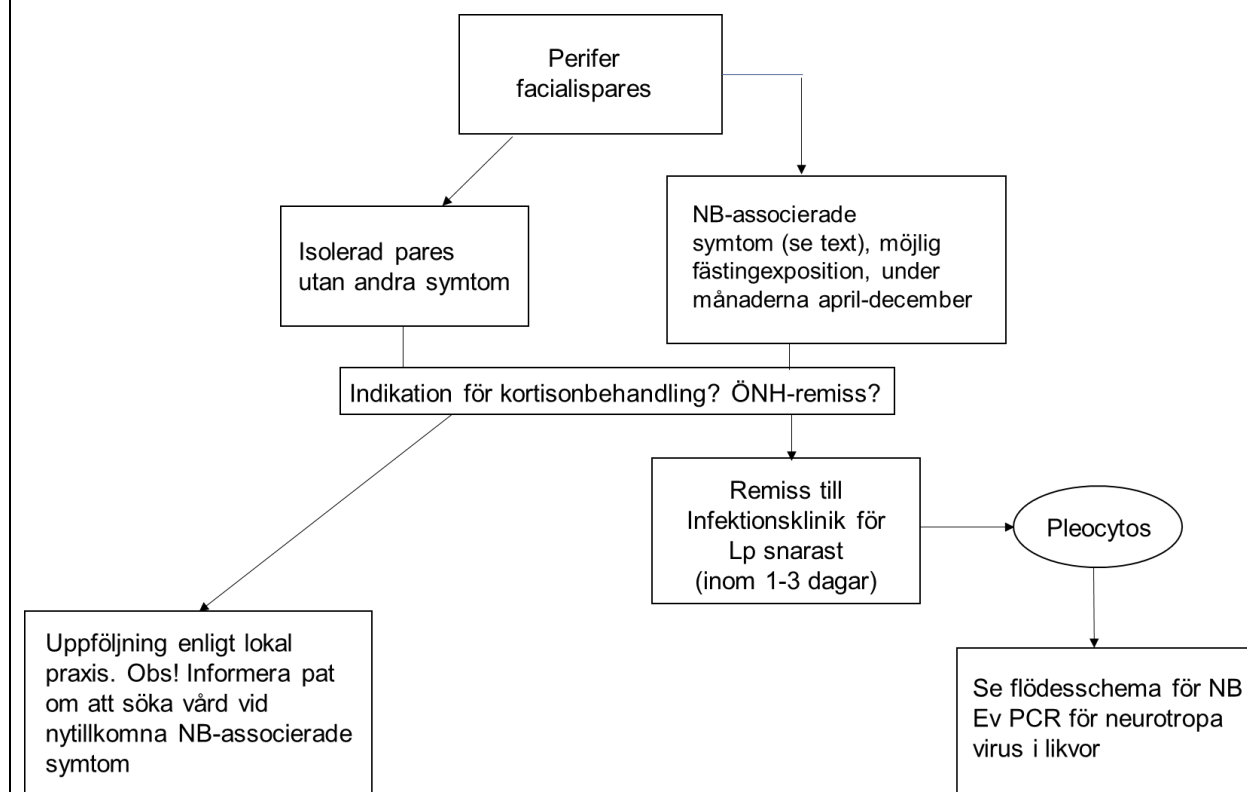 Perifer
facialispares
Isolerad pares
utan andra symtom
NB-associerade
symtom (se text), möjlig
fästingexposition, under
månaderna april-december
Indikation för kortisonbehandling? ÖNH-remiss?
Remiss till
Infektionsklinik för
Lp snarast
(inom 1-3 dagar)
Pleocytos
Uppföljning enligt lokal
praxis. Obs! Informera pat
om att söka vård vid
nytillkomna NB-associerade
symtom
Se flödesschema för NB
Ev PCR för neurotropa
virus i likvor